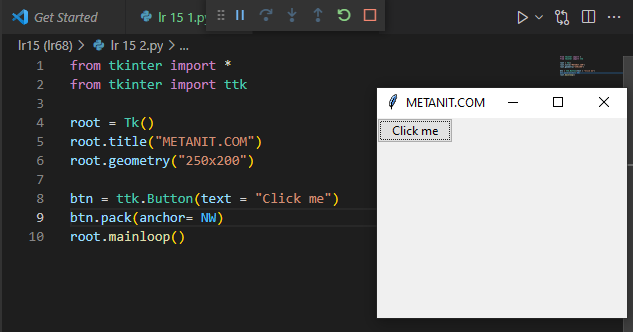 Get Started
lr 15 1.py
lr15 (lr68) > lr 15 2.py > ...
1 from tkinter import *
2 from tkinter import ttk
3
4 root = Tk()
5 root.title("METANIT.COM")
6 root.geometry("250x200")
7
8 btn = ttk.Button(text = "Click me")
9 btn.pack(anchor= NW)
10 root.mainloop()
METANIT.COM
Click me